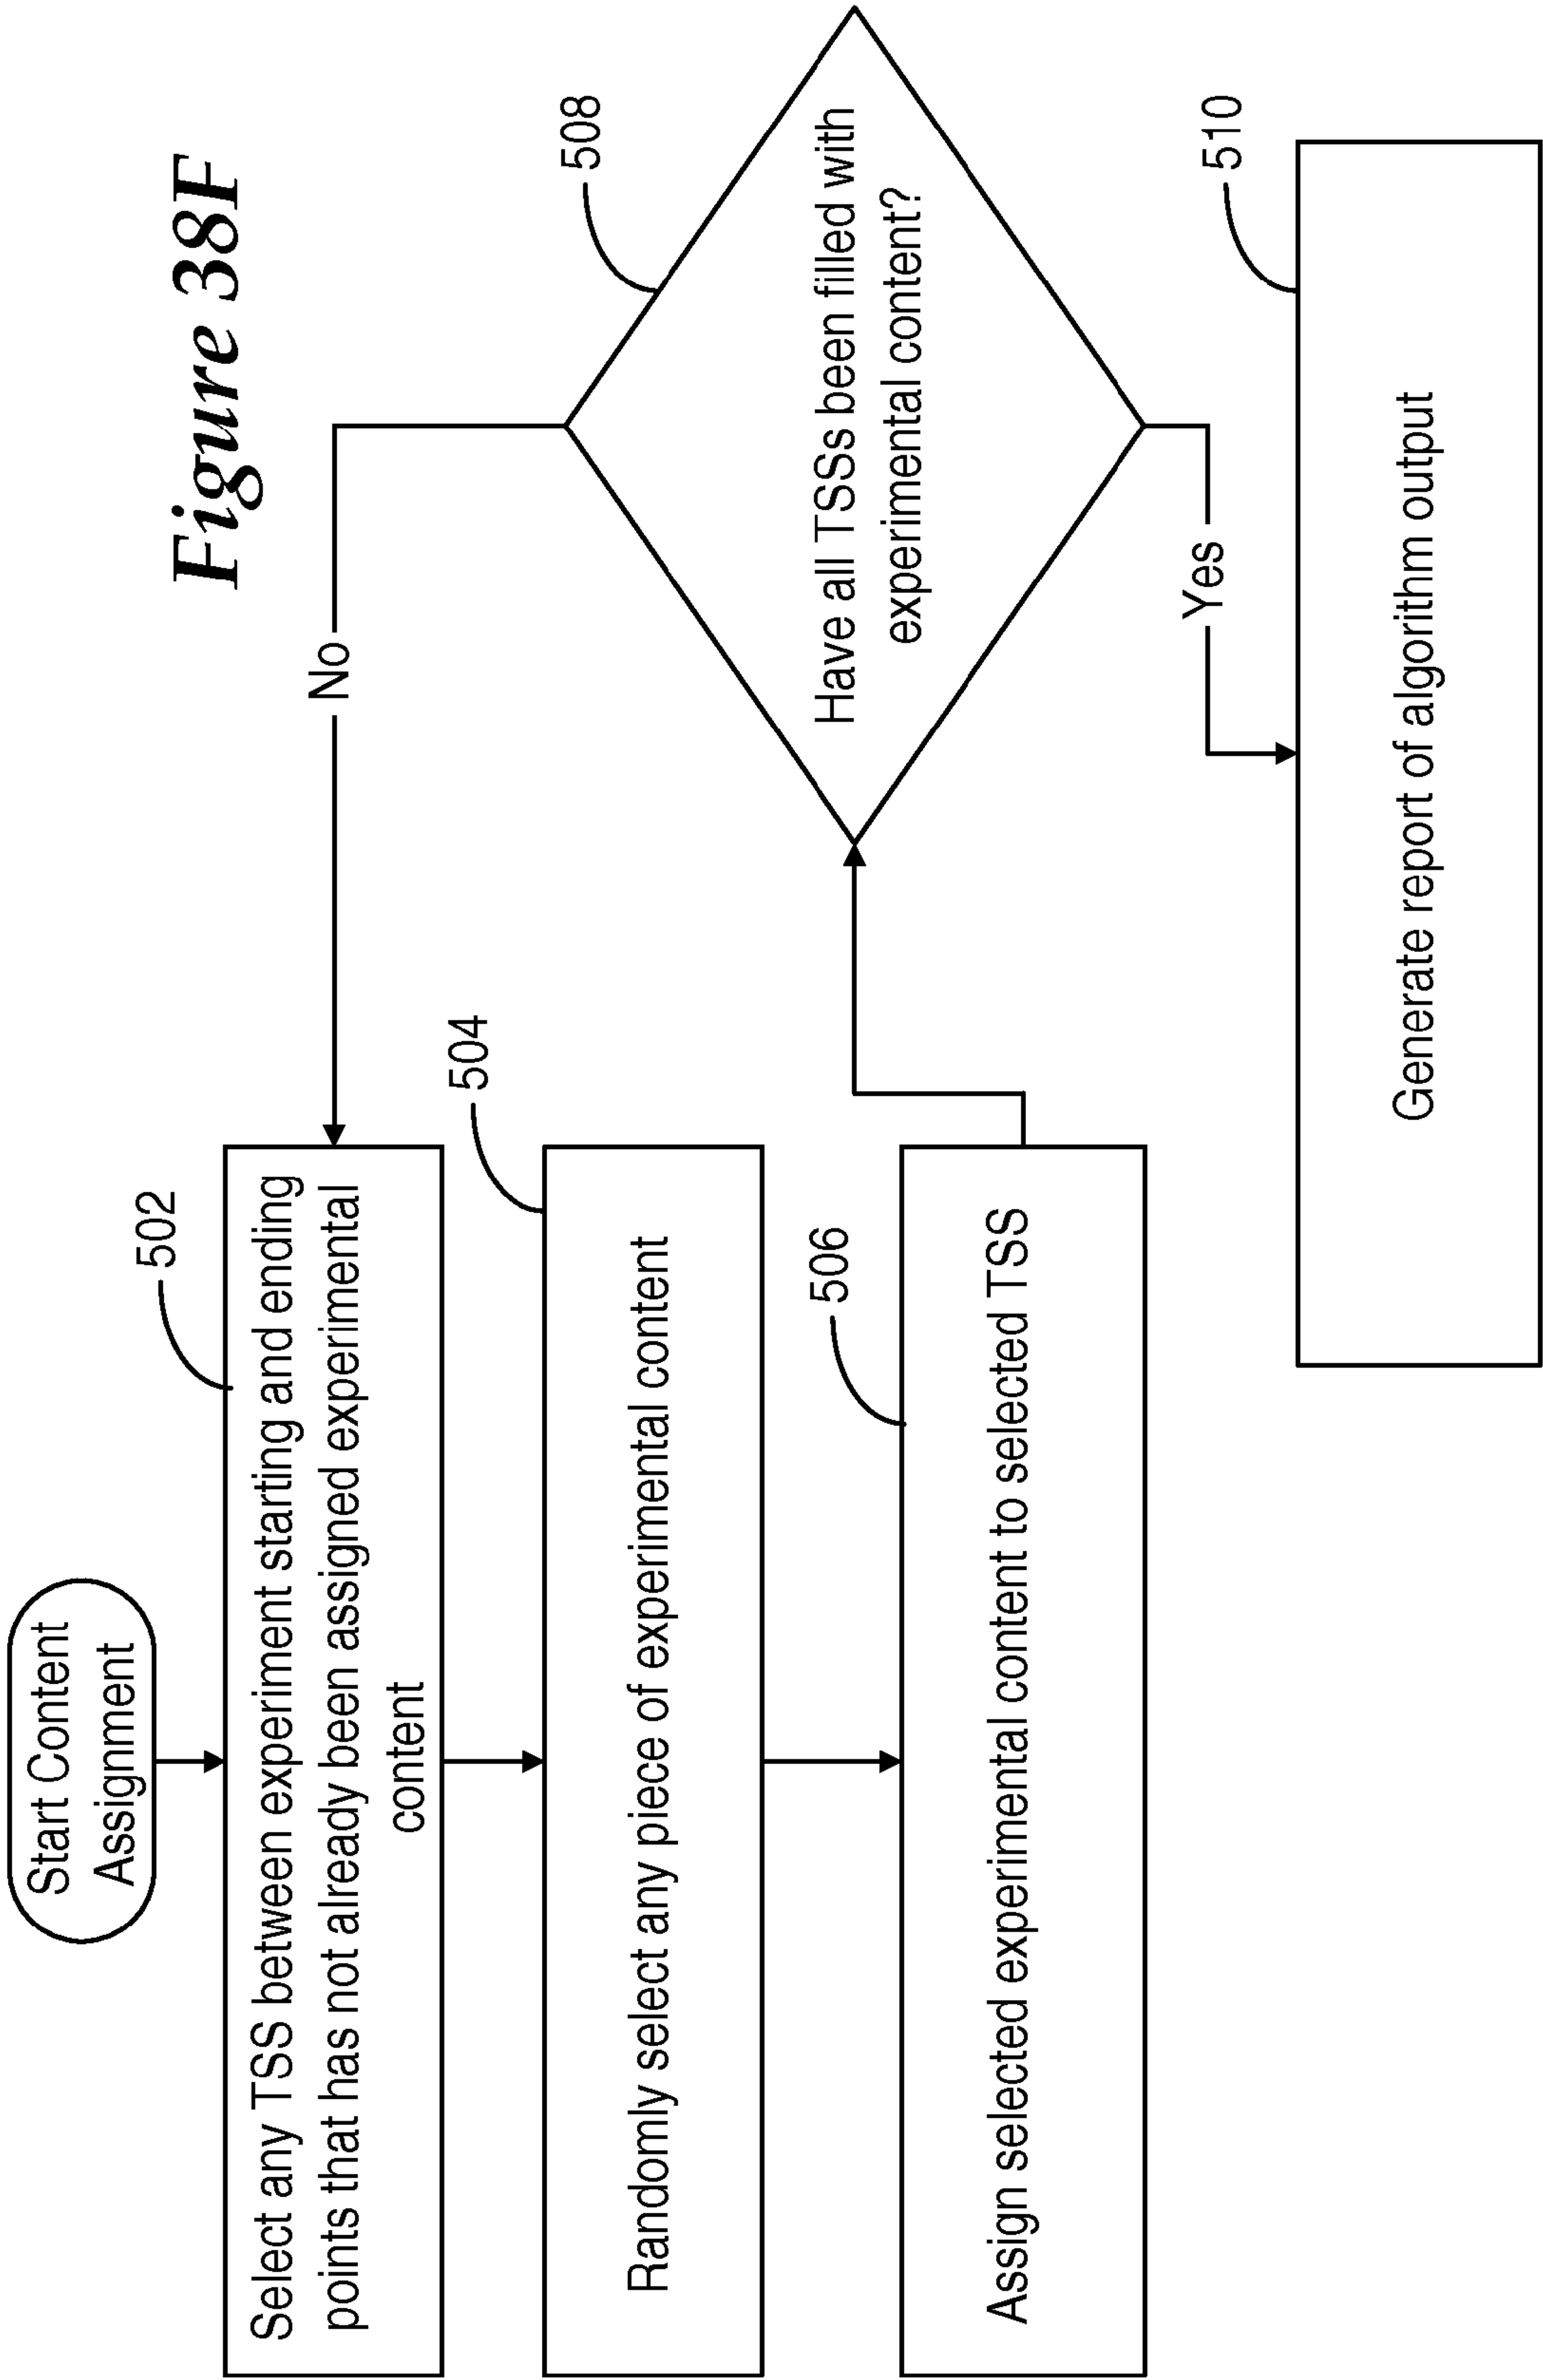 Figure 38F
Start Content
Assignment
502
Select any TSS between experiment starting and ending
points that has not already been assigned experimental
content
504
Randomly select any piece of experimental content
506
Assign selected experimental content to selected TSS
No
508
Have all TSSs been filled with
experimental content?
Yes
510
Generate report of algorithm output